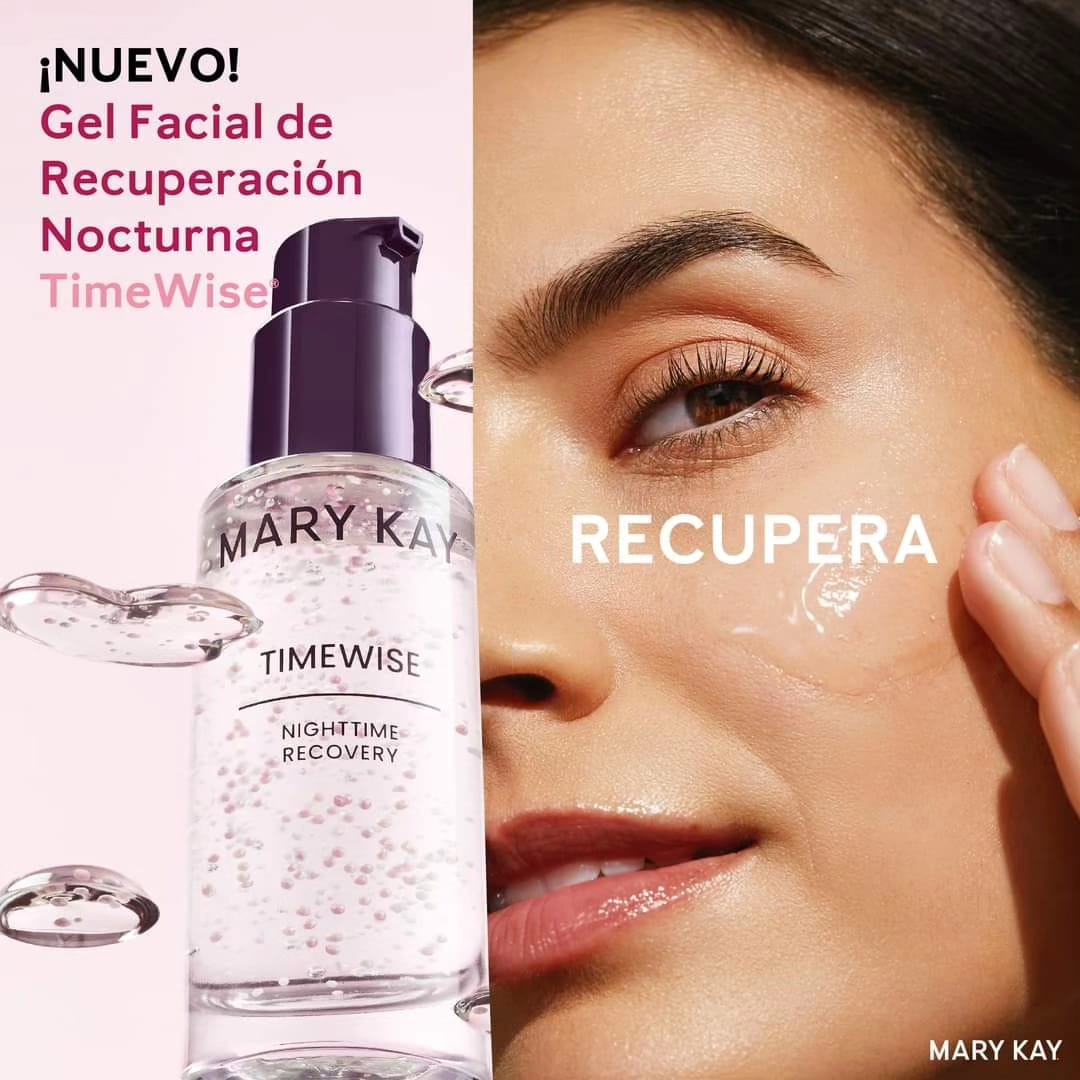 ¡NUEVO!
Gel Facial de
Recuperación
Nocturna
TimeWise®
MARY KAY
TIMEWISE
NIGHTTIME
RECOVERY
RECUPERA
MARY KAY